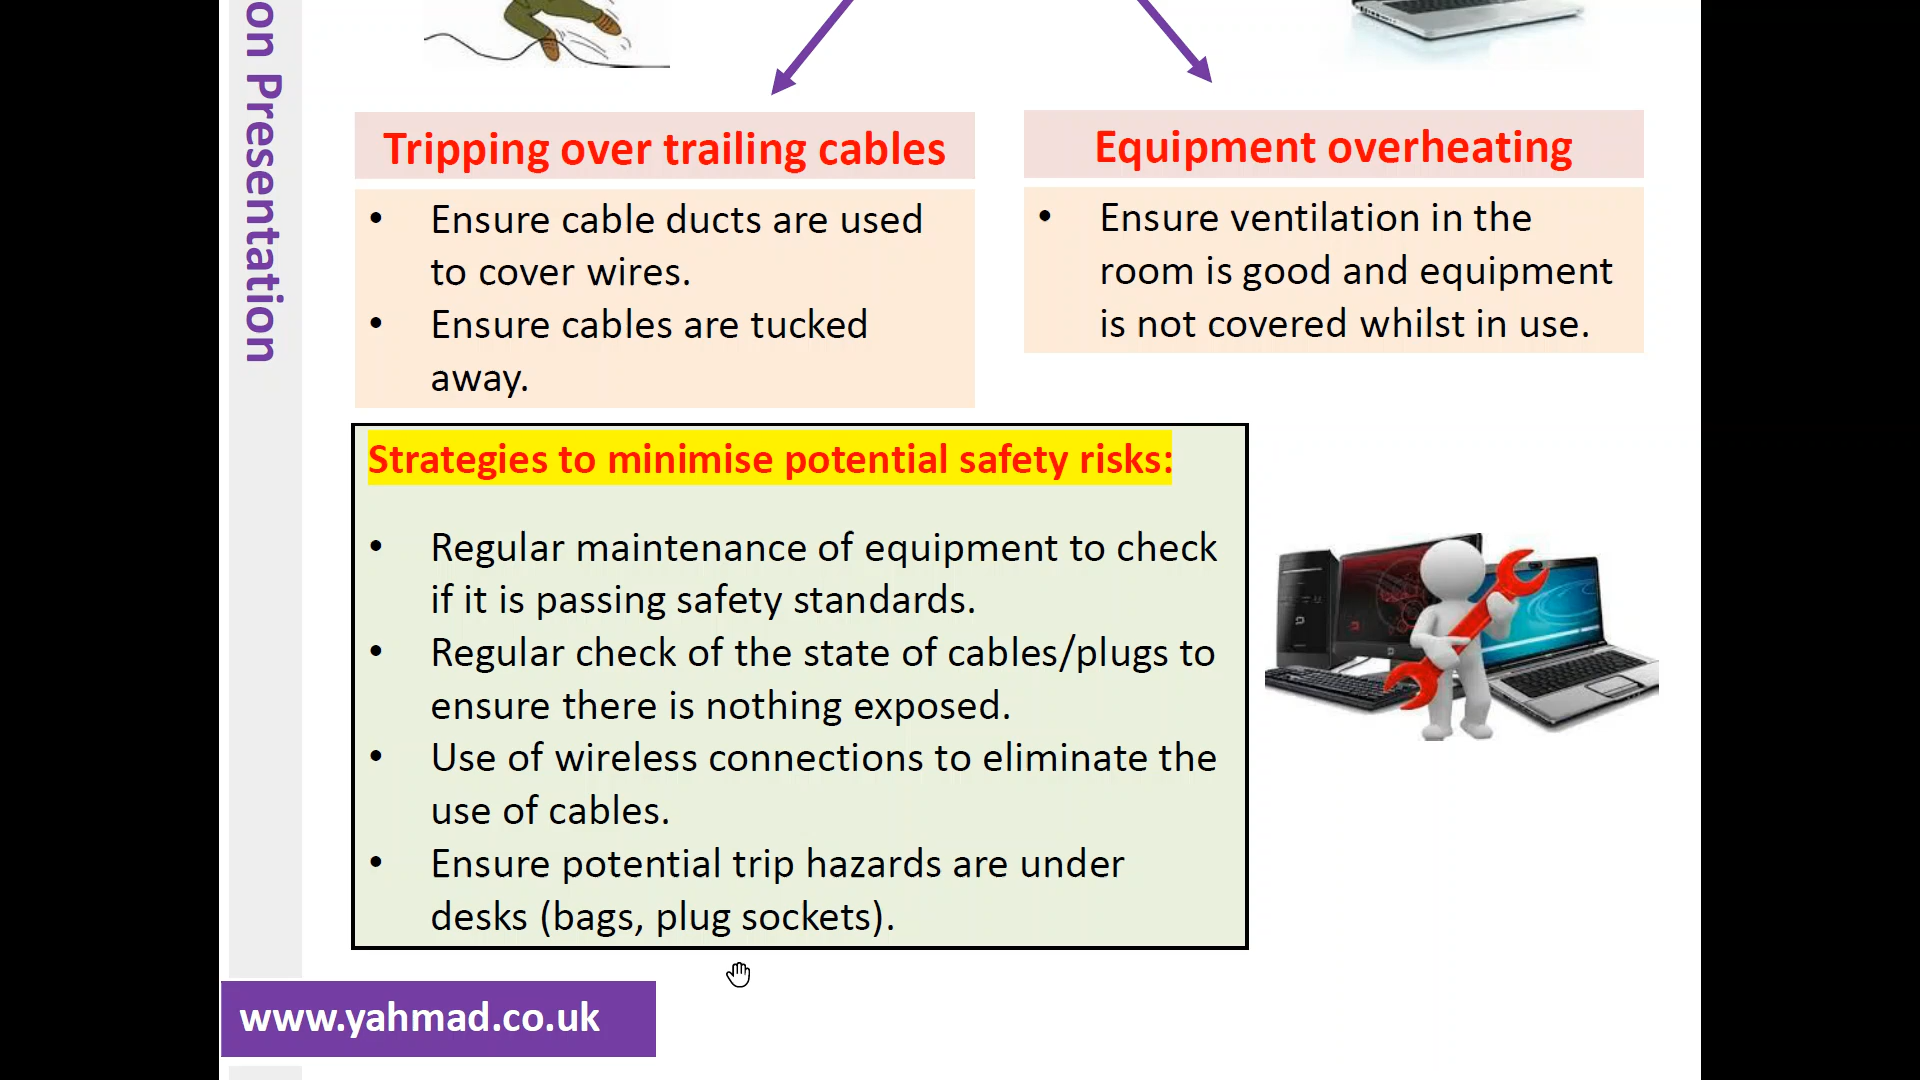 on Presentation
Tripping over trailing cables
• Ensure cable ducts are used
to cover wires.
• Ensure cables are tucked
away.
Equipment overheating
• Ensure ventilation in the
room is good and equipment
is not covered whilst in use.
Strategies to minimise potential safety risks:
• Regular maintenance of equipment to check
if it is passing safety standards.
• Regular check of the state of cables/plugs to
ensure there is nothing exposed.
• Use of wireless connections to eliminate the
use of cables.
• Ensure potential trip hazards are under
desks (bags, plug sockets).
www.yahmad.co.uk